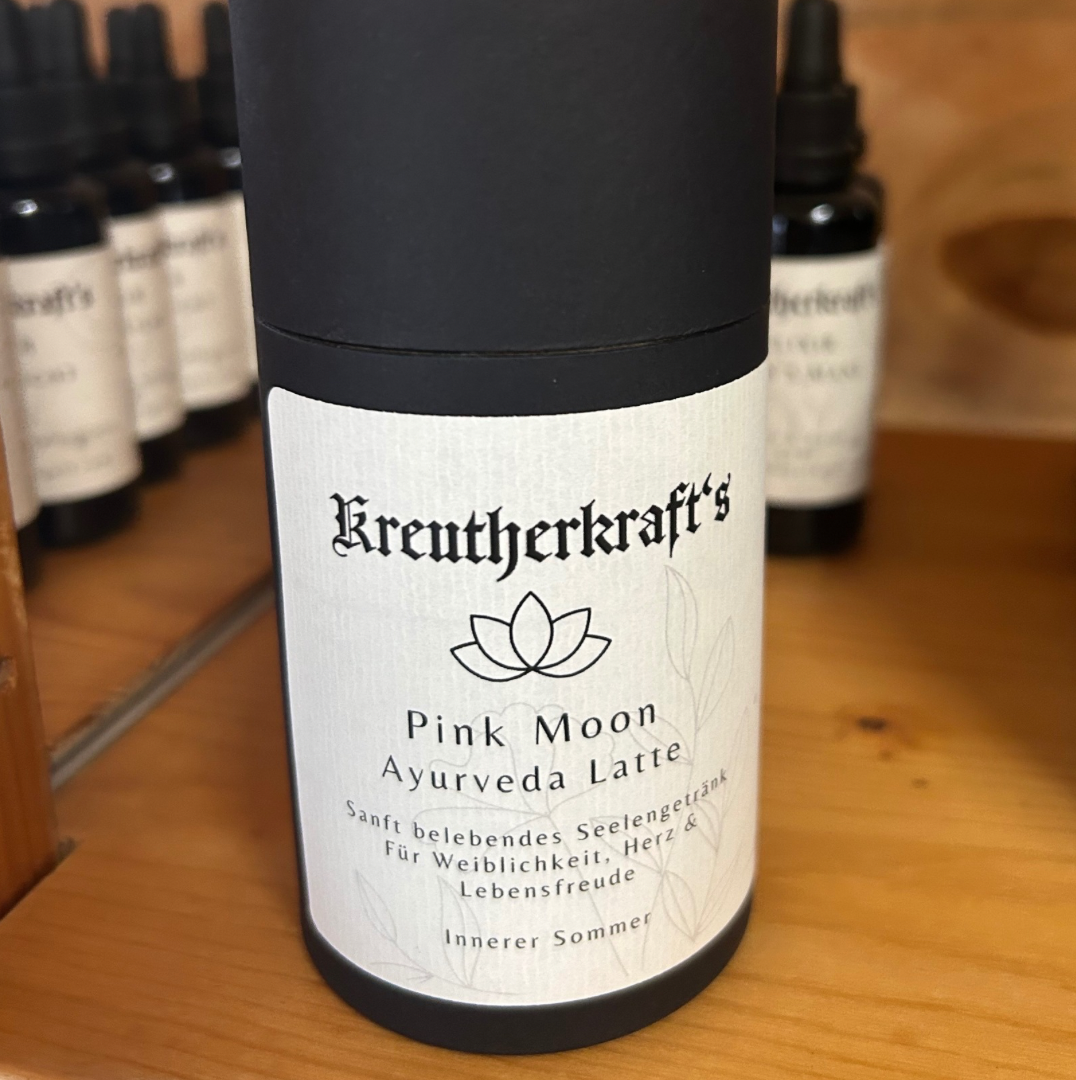 Kreutherkraft‘s
Pink Moon
Ayurveda Latte
Sanft belebendes Seelengetränk
Für Weiblichkeit, Herz &
Lebensfreude
Innerer Sommer